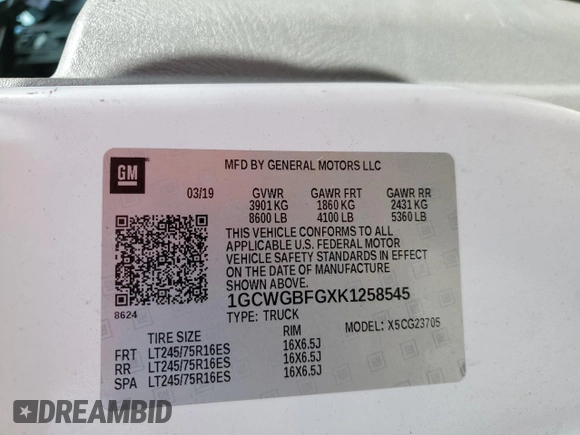 GM
MFD BY GENERAL MOTORS LLC
03/19 GVWR GAWR FRT GAWR RR
3901 KG 1860 KG 2431 KG
8600 LB 4100 LB 5360 LB
THIS VEHICLE CONFORMS TO ALL
APPLICABLE U.S. FEDERAL MOTOR
VEHICLE SAFETY STANDARDS IN EFFECT
ON THE DATE OF MANUFACTURE
SHOWN ABOVE.
8624
1GCWGBFGXK1258545
TYPE: TRUCK MODEL: X5CG23705
TIRE SIZE RIM
FRT LT245/75R16ES 16X6.5J
RR LT245/75R16ES 16X6.5J
SPA LT245/75R16ES 16X6.5J
DREAMBID